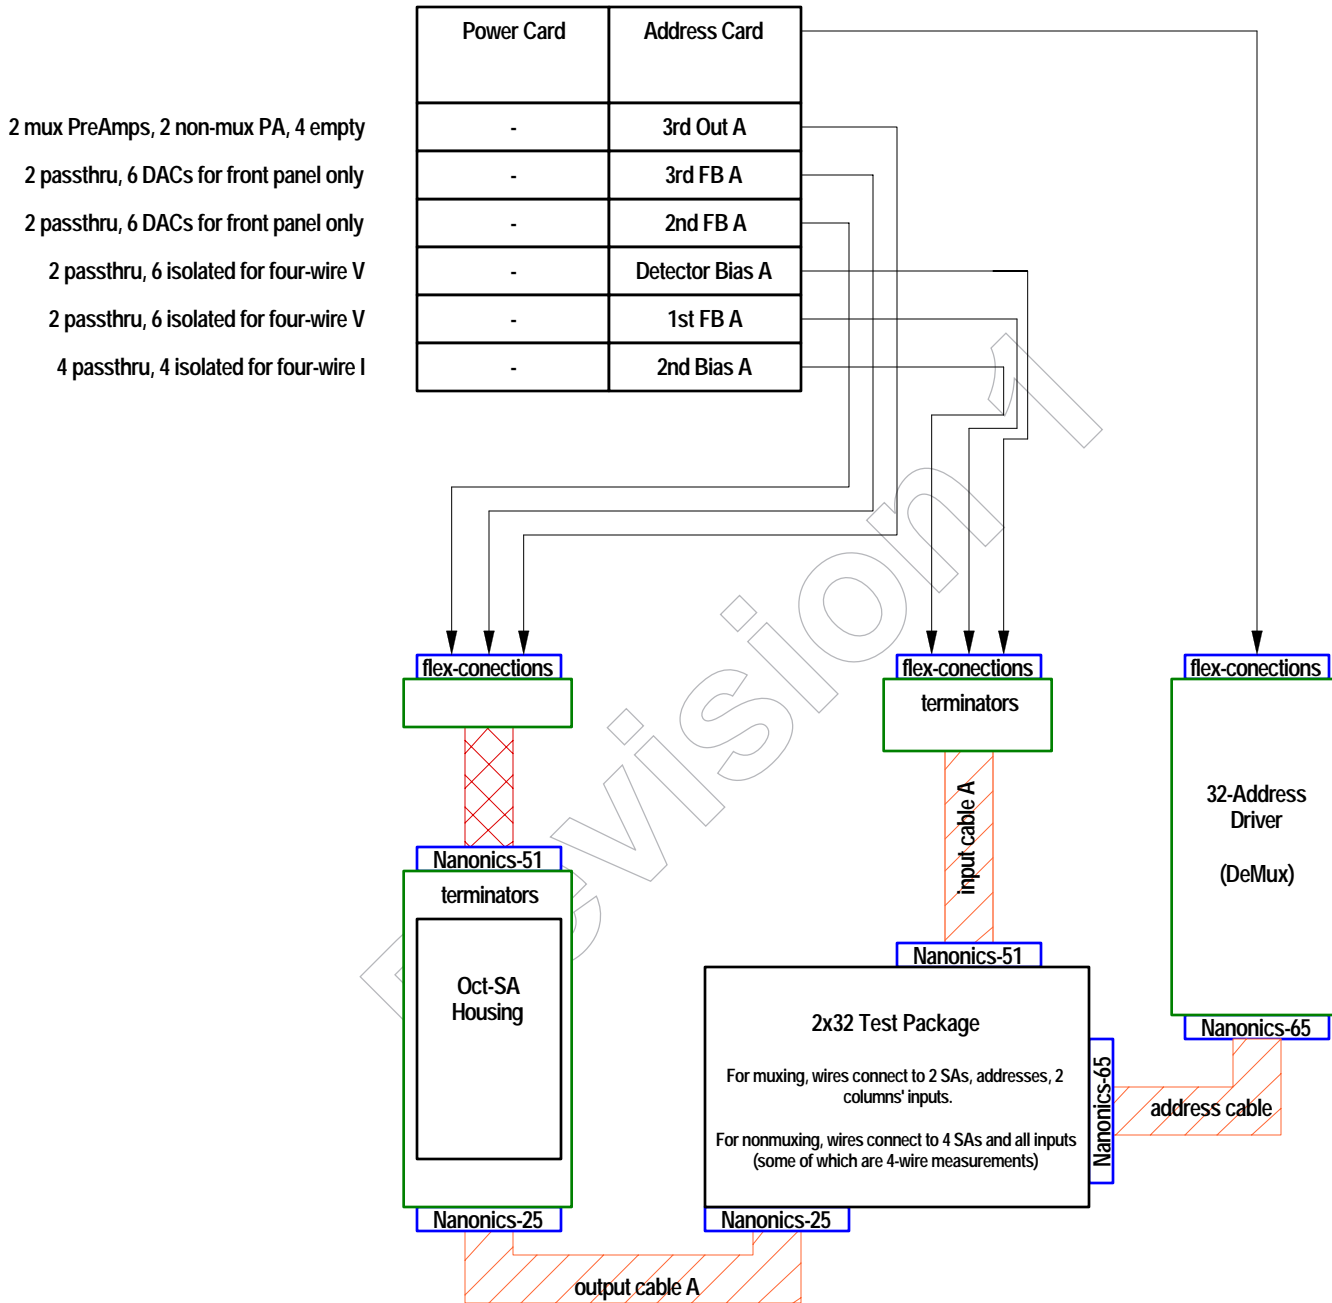 Power Card
Address Card
2 mux PreAmps, 2 non-mux PA, 4 empty
-
3rd Out A
2 passthru, 6 DACs for front panel only
-
3rd FB A
2 passthru, 6 DACs for front panel only
-
2nd FB A
2 passthru, 6 isolated for four-wire V
-
Detector Bias A
2 passthru, 6 isolated for four-wire V
-
1st FB A
4 passthru, 4 isolated for four-wire I
-
2nd Bias A
Revision 1
flex-conections
flex-conections
flex-conections
terminators
32-Address
Driver
(DeMux)
input cable A
Nanonics-51
terminators
Oct-SA
Housing
Nanonics-51
2x32 Test Package
For muxing, wires connect to 2 SAs, addresses, 2
columns' inputs.
For nonmuxing, wires connect to 4 SAs and all inputs
(some of which are 4-wire measurements)
Nanonics-65
Nanonics-65
address cable
Nanonics-25
Nanonics-25
output cable A